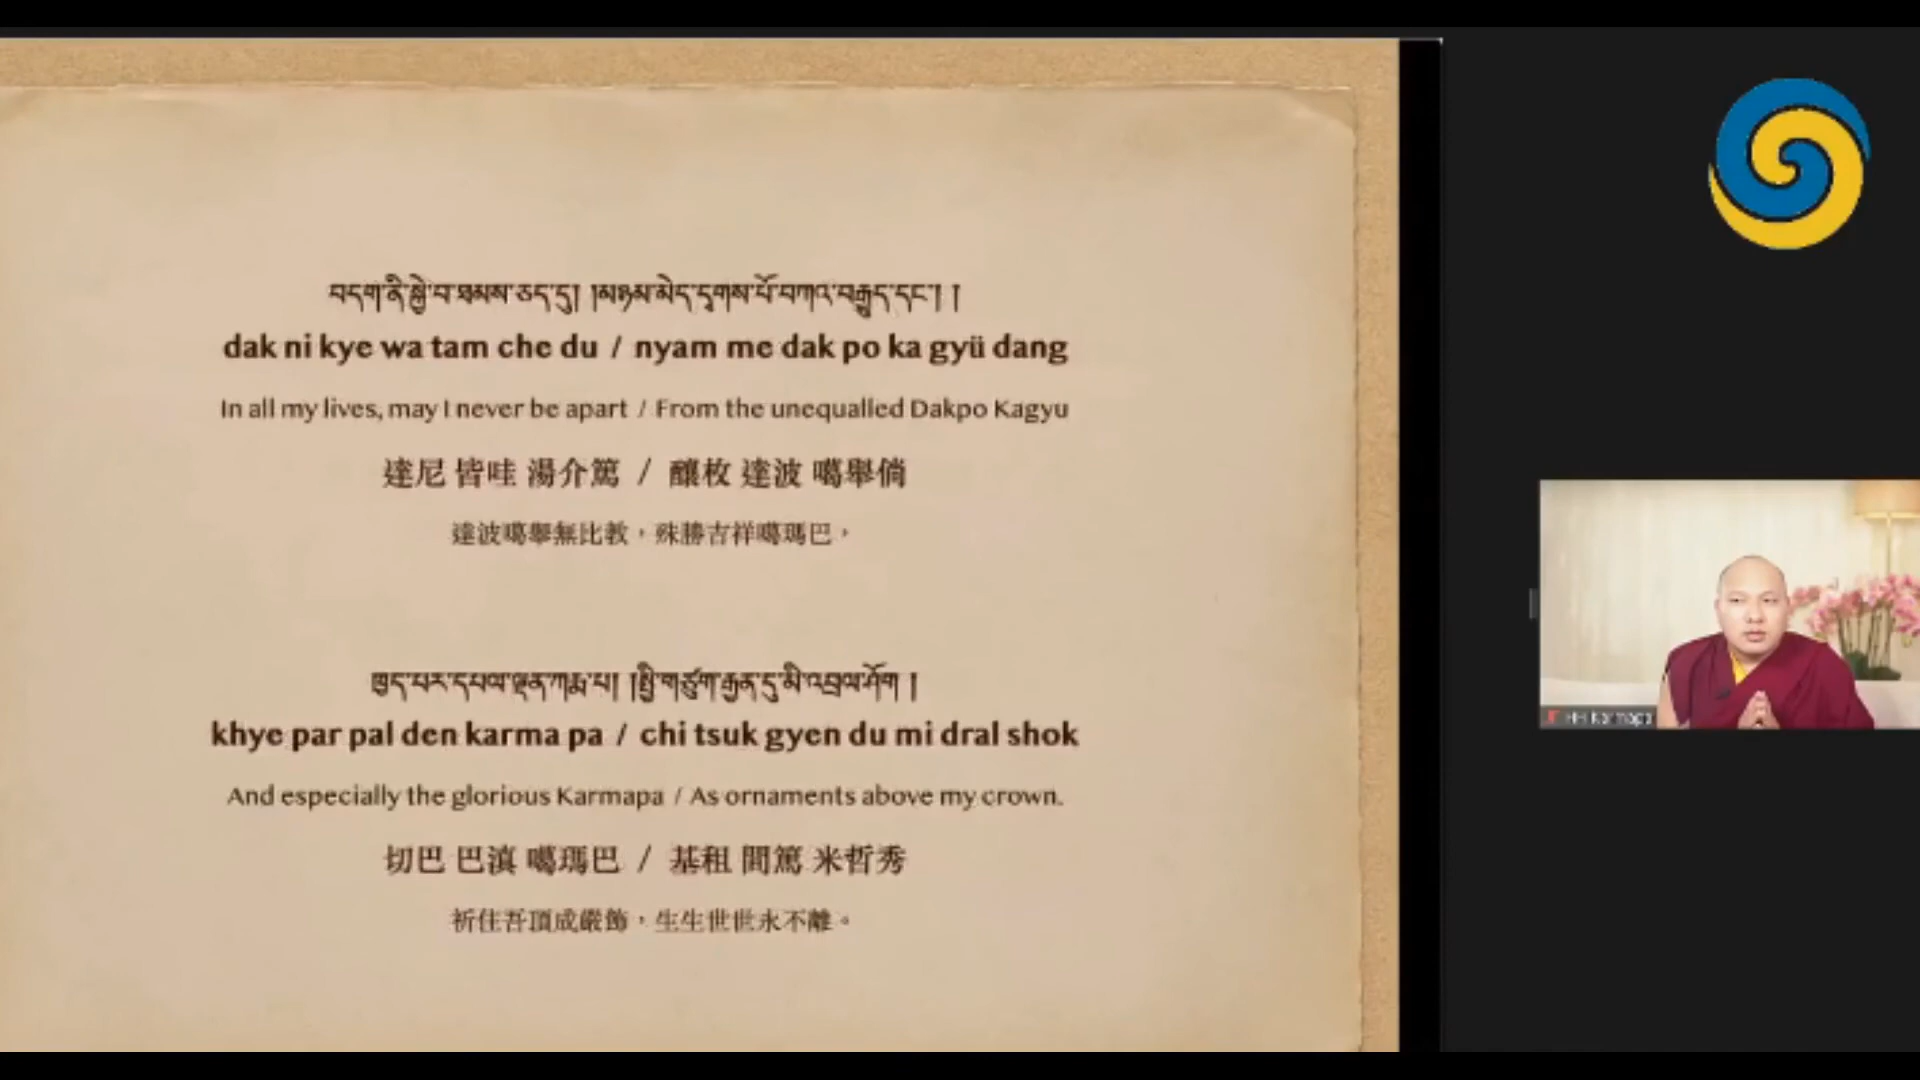 བདག་ནི་སྐྱེ་བ་ཐམས་ཅད་དུ། །མཉམ་མེད་དྭགས་པོ་བཀའ་བརྒྱུད་དང་། །
dak ni kye wa tam che du / nyam me dak po ka gyü dang
In all my lives, may I never be apart / From the unequalled Dakpo Kagyu
達尼 皆哇 湯介篤 / 釀枚 達波 噶舉倘
達波噶舉無比教，殊勝吉祥噶瑪巴，
ཁྱད་པར་དཔལ་ལྡན་ཀརྨ་པ། །སྤྱི་གཙུག་རྒྱན་དུ་མི་འབྲལ་ཤོག །
khye par pal den karma pa / chi tsuk gyen du mi dral shok
And especially the glorious Karmapa / As ornaments above my crown.
切巴 巴滇 噶瑪巴 / 基租 間篤 米哲秀
祈住吾頂成嚴飾，生生世世永不離。
HH Karmapa